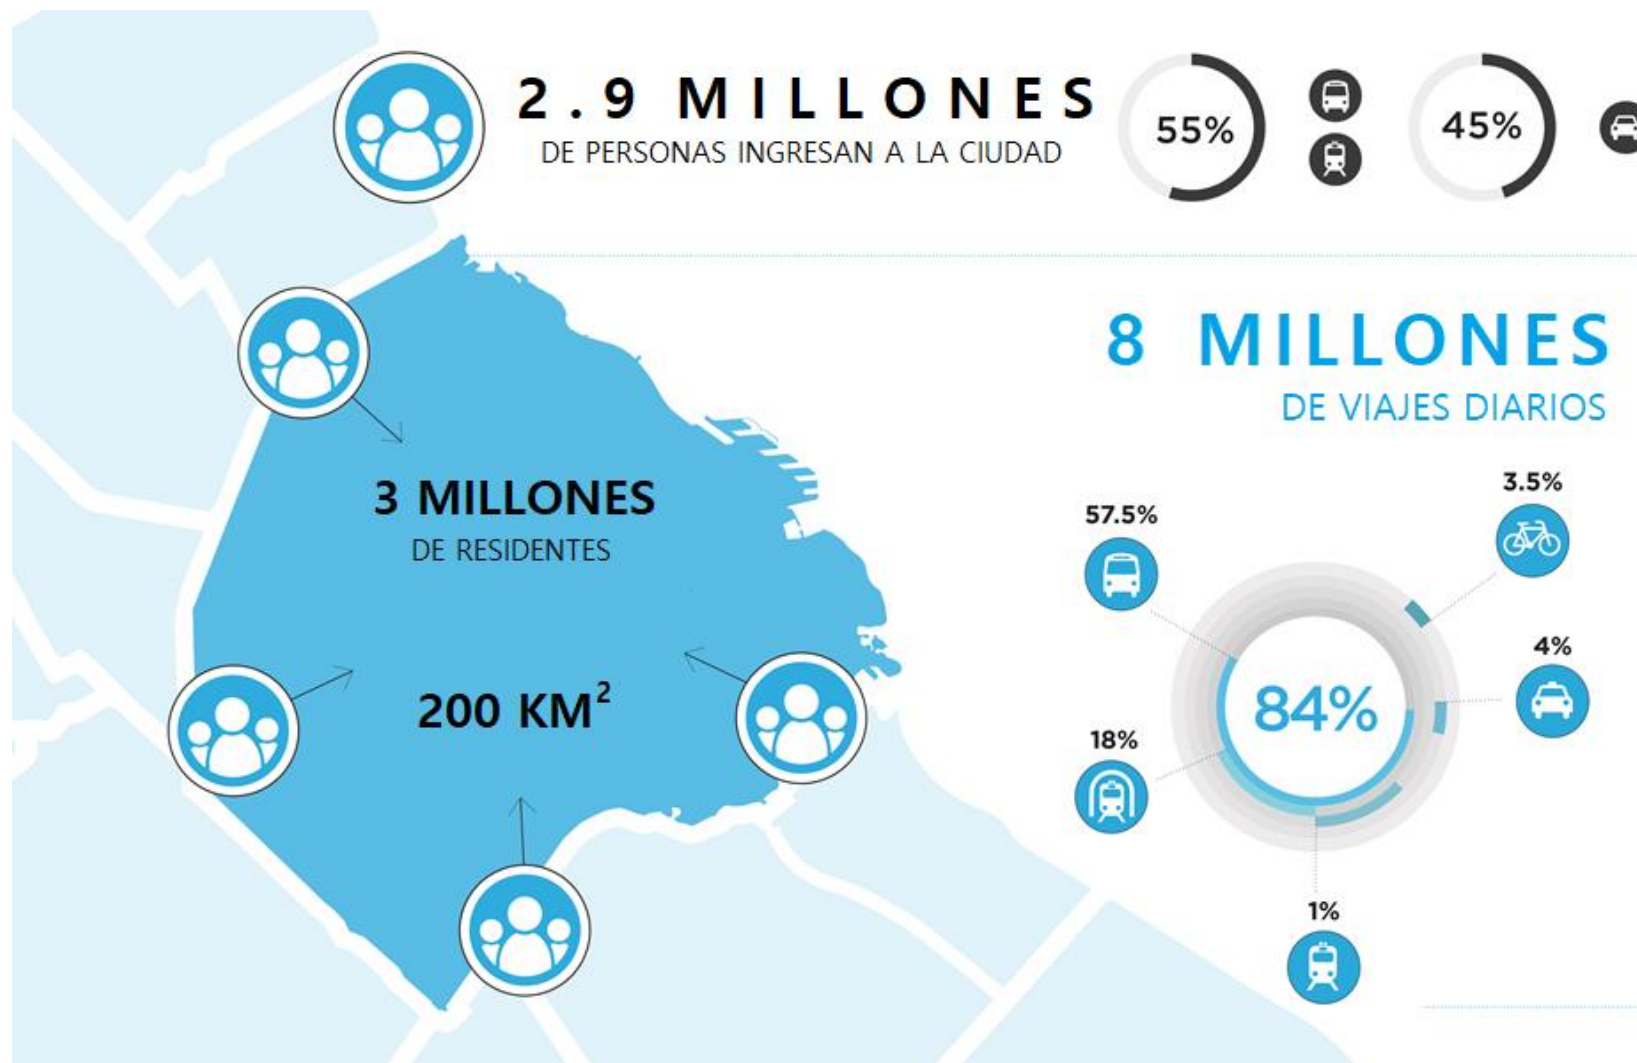 2.9 MILLONES
DE PERSONAS INGRESAN A LA CIUDAD
55%
45%
8 MILLONES
DE VIAJES DIARIOS
3 MILLONES
DE RESIDENTES
200 KM²
57.5%
3.5%
84%
4%
18%
1%